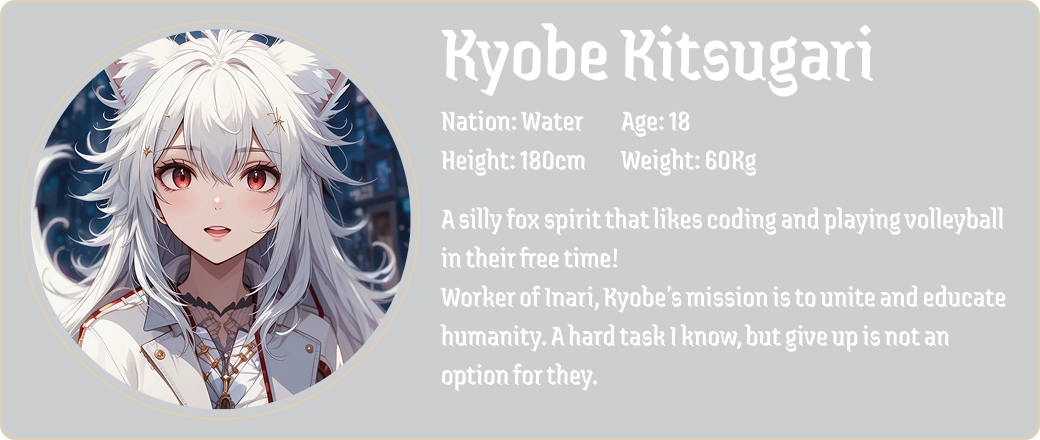 Kyobe Kitsugari
Nation: Water Age: 18
Height: 180cm Weight: 60Kg
A silly fox spirit that likes coding and playing volleyball
in their free time!
Worker of Inari, Kyobe's mission is to unite and educate
humanity. A hard task I know, but give up is not an
option for they.